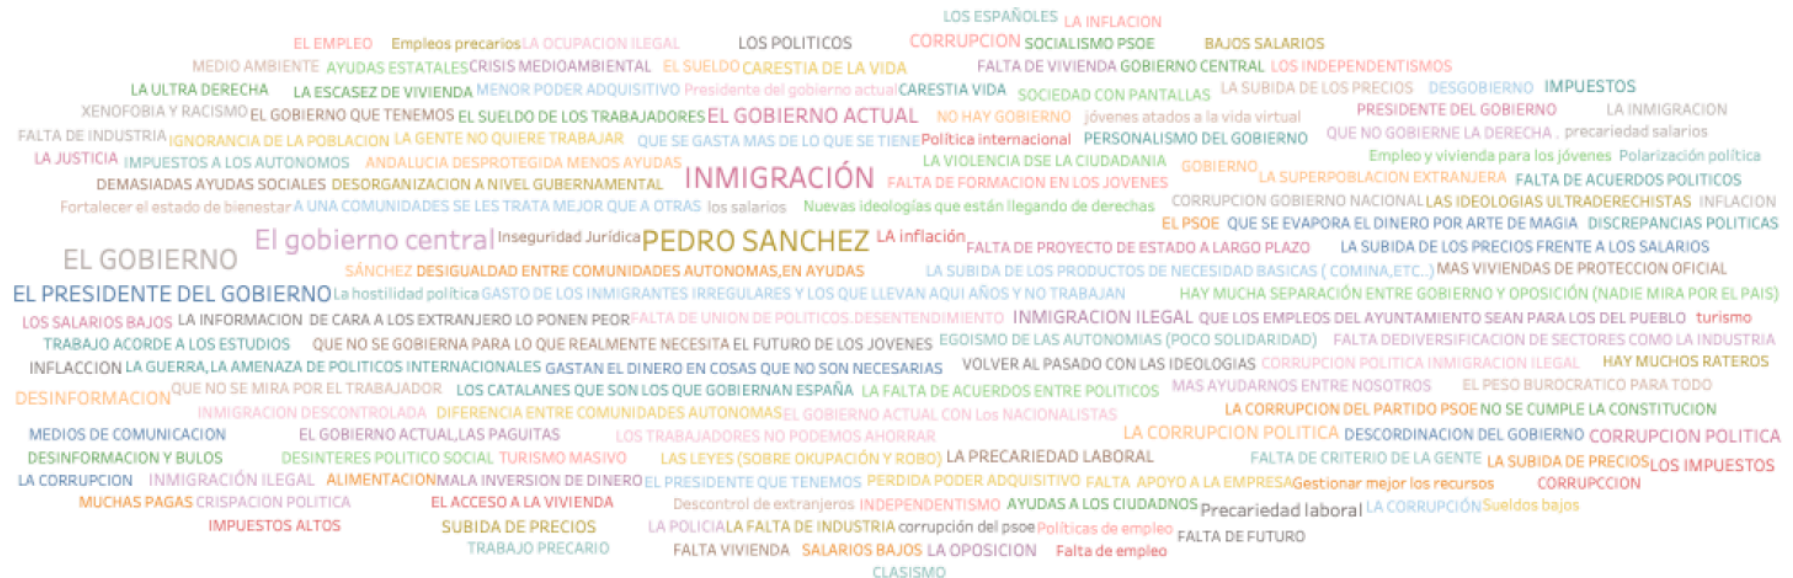 LOS ESPAÑOLES LA INFLACION
EL EMPLEO Empleos precarios LA OCUPACION ILEGAL LOS POLITICOS CORRUPCION SOCIALISMO PSOE BAJOS SALARIOS
MEDIO AMBIENTE AYUDAS ESTATALES CRISIS MEDIOAMBIENTAL EL SUELDO CARESTIA DE LA VIDA FALTA DE VIVIENDA GOBIERNO CENTRAL LOS INDEPENDENTISMOS
LA ULTRA DERECHA LA ESCASEZ DE VIVIENDA MENOR PODER ADQUISITIVO Presidente del gobierno actual CARESTIA VIDA SOCIEDAD CON PANTALLAS LA SUBIDA DE LOS PRECIOS DESGOBIERNO IMPUESTOS
XENOFOBIA Y RACISMO EL GOBIERNO QUE TENEMOS EL SUELDO DE LOS TRABAJADORES EL GOBIERNO ACTUAL NO HAY GOBIERNO jóvenes atados a la vida virtual PRESIDENTE DEL GOBIERNO LA INMIGRACION
FALTA DE INDUSTRIA IGNORANCIA DE LA POBLACION LA GENTE NO QUIERE TRABAJAR QUE SE GASTA MAS DE LO QUE SE TIENE Política internacional PERSONALISMO DEL GOBIERNO QUE NO GOBIERNE LA DERECHA . precariedad salarios
LA JUSTICIA IMPUESTOS A LOS AUTONOMOS ANDALUCIA DESPROTEGIDA MENOS AYUDAS LA VIOLENCIA DSE LA CIUDADANIA GOBIERNO Empleo y vivienda para los jóvenes Polarización política
DEMASIADAS AYUDAS SOCIALES DESORGANIZACION A NIVEL GUBERNAMENTAL INMIGRACIÓN FALTA DE FORMACION EN LOS JOVENES LA SUPERPOBLACION EXTRANJERA FALTA DE ACUERDOS POLITICOS
Fortalecer el estado de bienestar A UNA COMUNIDADES SE LES TRATA MEJOR QUE A OTRAS los salarios Nuevas ideologías que están llegando de derechas CORRUPCION GOBIERNO NACIONAL LAS IDEOLOGIAS ULTRADERECHISTAS INFLACION
EL PSOE QUE SE EVAPORA EL DINERO POR ARTE DE MAGIA DISCREPANCIAS POLITICAS
EL GOBIERNO El gobierno central Inseguridad Jurídica PEDRO SANCHEZ LA inflación FALTA DE PROYECTO DE ESTADO A LARGO PLAZO LA SUBIDA DE LOS PRECIOS FRENTE A LOS SALARIOS
SÁNCHEZ DESIGUALDAD ENTRE COMUNIDADES AUTONOMAS,EN AYUDAS LA SUBIDA DE LOS PRODUCTOS DE NECESIDAD BASICAS ( COMINA,ETC..) MAS VIVIENDAS DE PROTECCION OFICIAL
EL PRESIDENTE DEL GOBIERNO La hostilidad política GASTO DE LOS INMIGRANTES IRREGULARES Y LOS QUE LLEVAN AQUI AÑOS Y NO TRABAJAN HAY MUCHA SEPARACIÓN ENTRE GOBIERNO Y OPOSICIÓN (NADIE MIRA POR EL PAIS)
LOS SALARIOS BAJOS LA INFORMACION DE CARA A LOS EXTRANJERO LO PONEN PEOR FALTA DE UNION DE POLITICOS.DESENTENDIMIENTO INMIGRACION ILEGAL QUE LOS EMPLEOS DEL AYUNTAMIENTO SEAN PARA LOS DEL PUEBLO turismo
TRABAJO ACORDE A LOS ESTUDIOS QUE NO SE GOBIERNA PARA LO QUE REALMENTE NECESITA EL FUTURO DE LOS JOVENES EGOISMO DE LAS AUTONOMIAS (POCO SOLIDARIDAD) FALTA DEDIVERSIFICACION DE SECTORES COMO LA INDUSTRIA
INFLACCION LA GUERRA,LA AMENAZA DE POLITICOS INTERNACIONALES GASTAN EL DINERO EN COSAS QUE NO SON NECESARIAS VOLVER AL PASADO CON LAS IDEOLOGIAS CORRUPCION POLITICA INMIGRACION ILEGAL HAY MUCHOS RATEROS
DESINFORMACION QUE NO SE MIRA POR EL TRABAJADOR LOS CATALANES QUE SON LOS QUE GOBIERNAN ESPAÑA LA FALTA DE ACUERDOS ENTRE POLITICOS MAS AYUDARNOS ENTRE NOSOTROS EL PESO BUROCRATICO PARA TODO
INMIGRACION DESCONTROLADA DIFERENCIA ENTRE COMUNIDADES AUTONOMAS EL GOBIERNO ACTUAL CON Los NACIONALISTAS LA CORRUPCION DEL PARTIDO PSOE NO SE CUMPLE LA CONSTITUCION
MEDIOS DE COMUNICACION EL GOBIERNO ACTUAL,LAS PAGUITAS LOS TRABAJADORES NO PODEMOS AHORRAR LA CORRUPCION POLITICA DESCORDINACION DEL GOBIERNO CORRUPCION POLITICA
DESINFORMACION Y BULOS DESINTERES POLITICO SOCIAL TURISMO MASIVO LAS LEYES (SOBRE OKUPACIÓN Y ROBO) LA PRECARIEDAD LABORAL FALTA DE CRITERIO DE LA GENTE LA SUBIDA DE PRECIOS LOS IMPUESTOS
LA CORRUPCION INMIGRACIÓN ILEGAL ALIMENTACION MALA INVERSION DE DINERO EL PRESIDENTE QUE TENEMOS PERDIDA PODER ADQUISITIVO FALTA APOYO A LA EMPRESA Gestionar mejor los recursos CORRUPCCION
MUCHAS PAGAS CRISPACION POLITICA EL ACCESO A LA VIVIENDA Descontrol de extranjeros INDEPENDENTISMO AYUDAS A LOS CIUDADNOS Precariedad laboral LA CORRUPCIÓN Sueldos bajos
IMPUESTOS ALTOS SUBIDA DE PRECIOS LA POLICIA LA FALTA DE INDUSTRIA corrupción del psoe Políticas de empleo FALTA DE FUTURO
TRABAJO PRECARIO FALTA VIVIENDA SALARIOS BAJOS LA OPOSICION Falta de empleo
CLASISMO